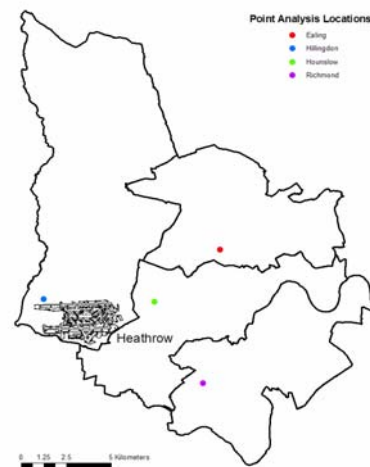 Point Analysis Locations
Ealing
Hillingdon
Hounslow
Richmond
Heathrow
0 1.25 2.5 5 Kilometers